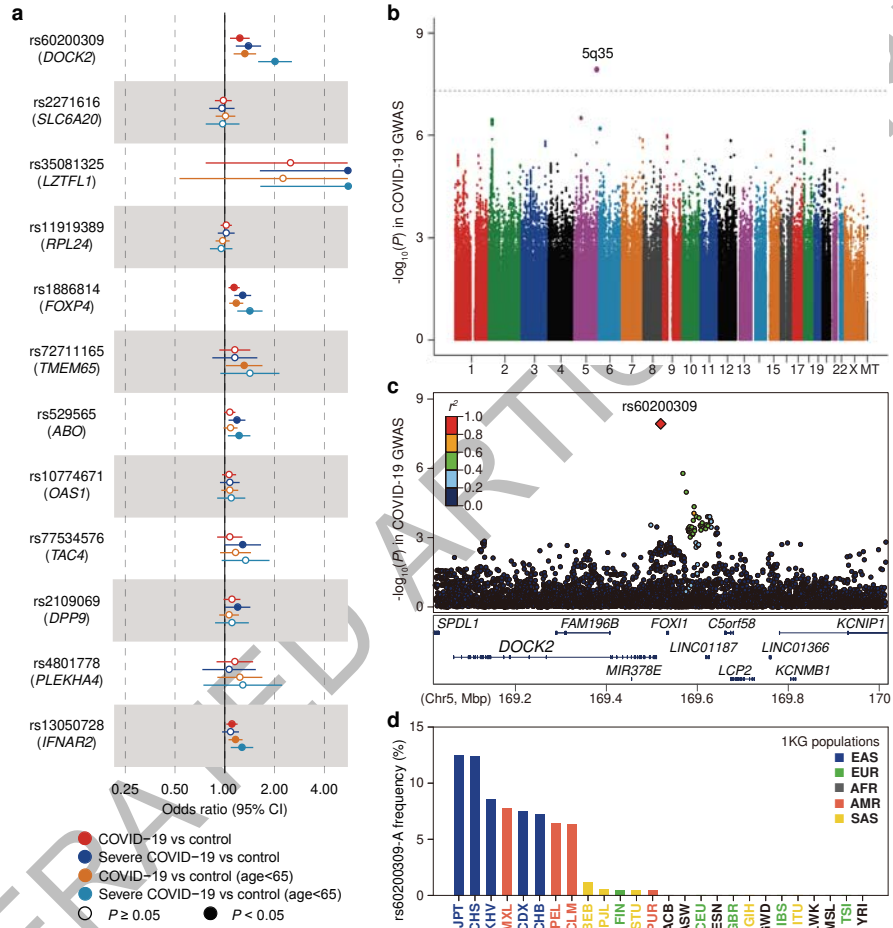 a
rs60200309
(DOCK2)
rs2271616
(SLC6A20)
rs35081325
(LZTFL1)
rs11919389
(RPL24)
rs1886814
(FOXP4)
rs72711165
(TMEM65)
rs529565
(ABO)
rs10774671
(OAS1)
rs77534576
(TAC4)
rs2109069
(DPP9)
rs4801778
(PLEKHA4)
rs13050728
(IFNAR2)
0.25 0.50 1.00 2.00 4.00
Odds ratio (95% CI)
COVID−19 vs control
Severe COVID−19 vs control
COVID−19 vs control (age<65)
Severe COVID−19 vs control (age<65)
P ≥ 0.05 P < 0.05
b
-log10(P) in COVID-19 GWAS
9
6
3
0
5q35
1 2 3 4 5 6 7 8 9 10 11 12 13 15 17 19 22 X MT
c
-log10(P) in COVID-19 GWAS
9
6
3
0
r2
1.0
0.8
0.6
0.4
0.2
0.0
rs60200309
SPDL1 FAM196B FOXI1 C5orf58 KCNIP1
DOCK2 LINC01187 LINC01366
MIR378E LCP2 KCNMB1
(Chr5, Mbp) 169.2 169.4 169.6 169.8 170
d
rs60200309-A frequency (%)
15
10
5
0
1KG populations
EAS
EUR
AFR
AMR
SAS
JPT CHS KHV MXL CDX CHB PEL CLM BEB PJL FIN STU PUR ACB ASW CEU ESN GBR GIH GWD IBS ITU LWK MSL TSI YRI